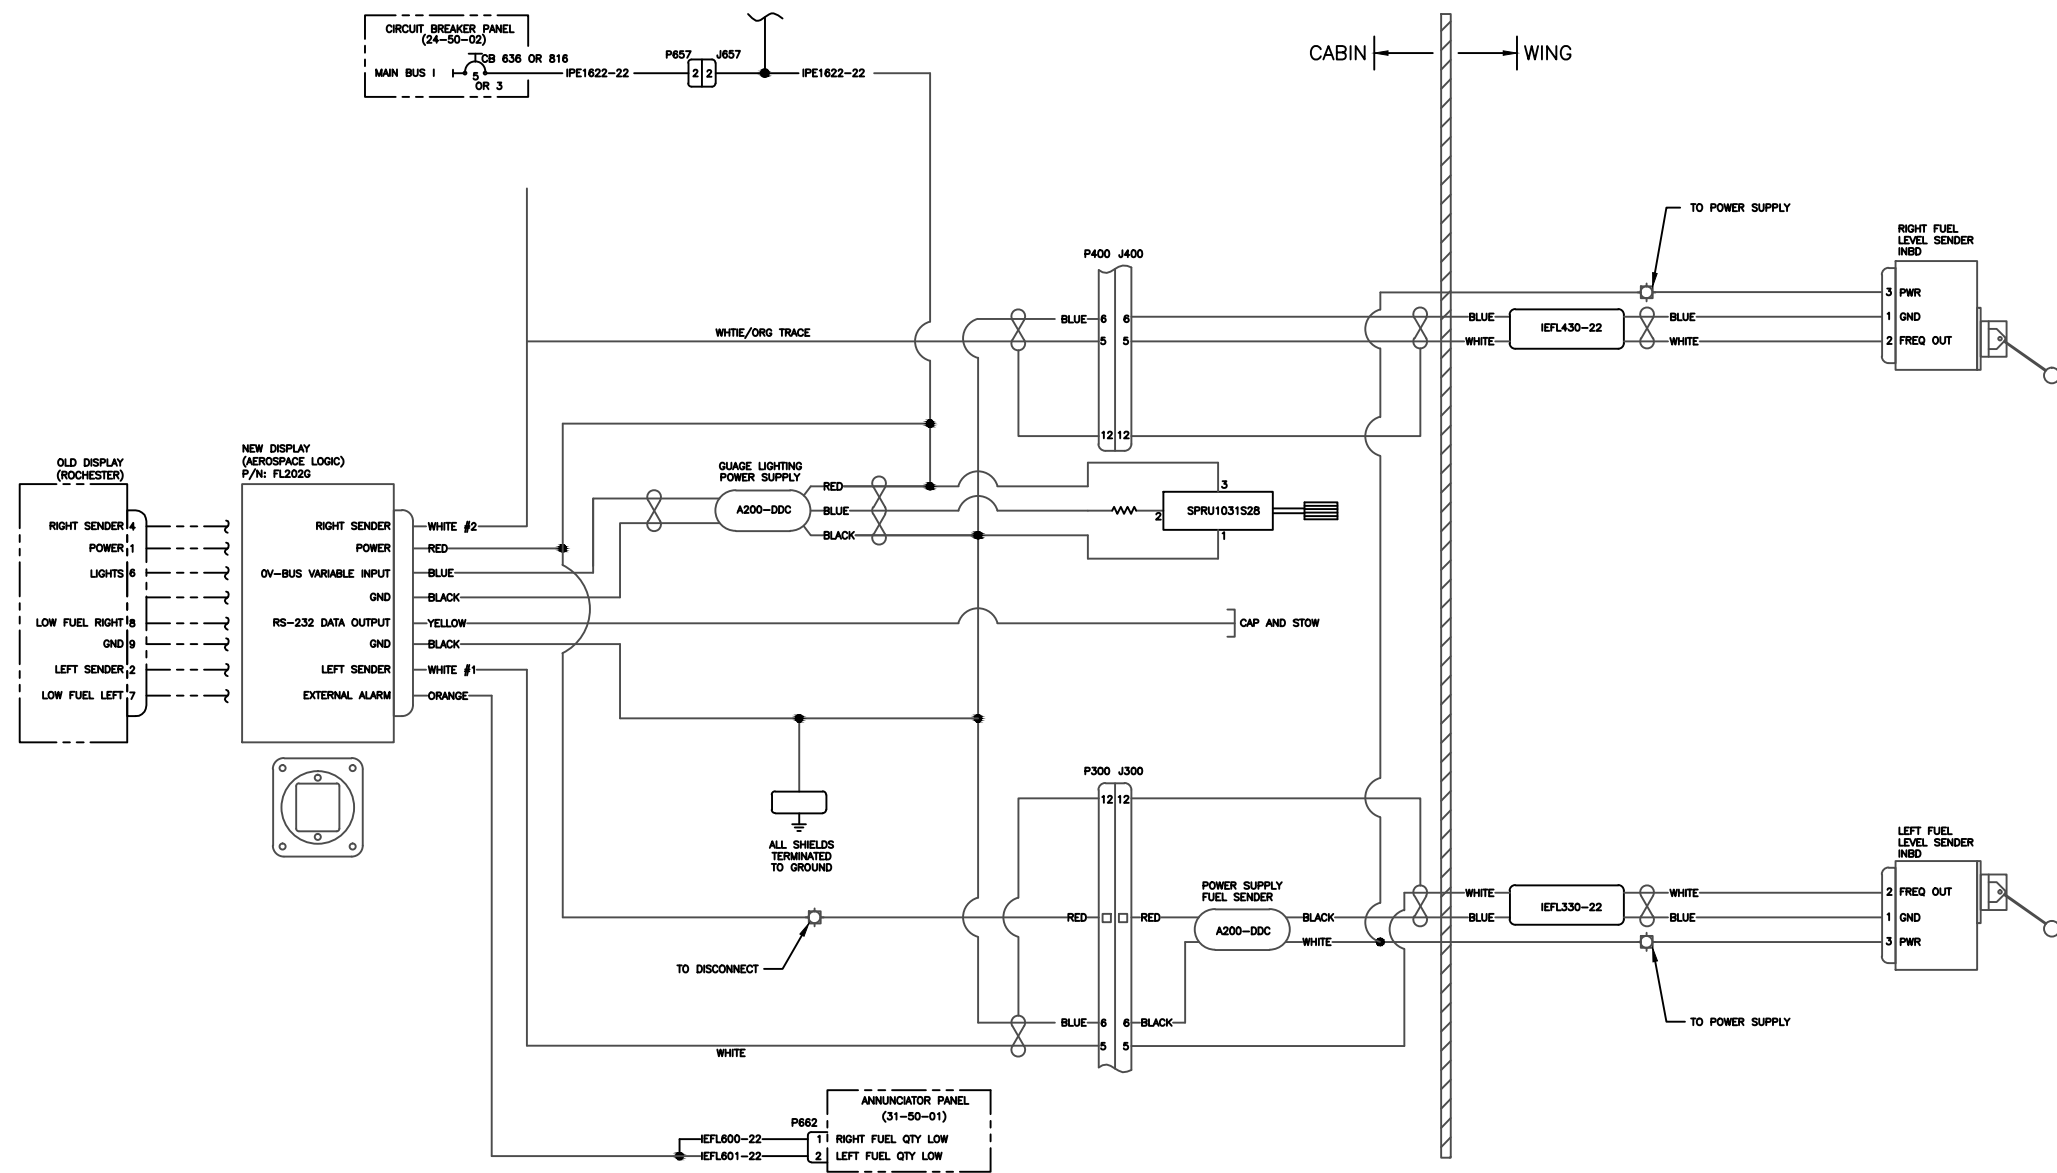 CIRCUIT BREAKER PANEL
(24-50-02)
CB 636 OR 816
MAIN BUS I
5
OR 3
IPE1622-22
P657
J657
2
2
IPE1622-22
CABIN
WING
TO POWER SUPPLY
RIGHT FUEL
LEVEL SENDER
INBD
3 PWR
1 GND
2 FREQ OUT
P400 J400
BLUE
6
6
5
5
12
12
WHTIE/ORG TRACE
BLUE
WHITE
IEFL430-22
BLUE
WHITE
OLD DISPLAY
(ROCHESTER)
RIGHT SENDER 4
POWER 1
LIGHTS 6
LOW FUEL RIGHT 8
GND 9
LEFT SENDER 2
LOW FUEL LEFT 7
NEW DISPLAY
(AEROSPACE LOGIC)
P/N: FL202G
RIGHT SENDER
POWER
0V-BUS VARIABLE INPUT
GND
RS-232 DATA OUTPUT
GND
LEFT SENDER
EXTERNAL ALARM
WHITE #2
RED
BLUE
BLACK
YELLOW
BLACK
WHITE #1
ORANGE
GUAGE LIGHTING
POWER SUPPLY
A200-DDC
RED
BLUE
BLACK
3
2
SPRU1031S28
1
CAP AND STOW
ALL SHIELDS
TERMINATED
TO GROUND
P300 J300
12
12
RED
RED
BLUE
6
6
BLACK
5
5
TO DISCONNECT
WHITE
POWER SUPPLY
FUEL SENDER
A200-DDC
BLACK
WHITE
WHITE
BLUE
IEFL330-22
WHITE
BLUE
LEFT FUEL
LEVEL SENDER
INBD
2 FREQ OUT
1 GND
3 PWR
TO POWER SUPPLY
ANNUNCIATOR PANEL
(31-50-01)
P662
IEFL600-22
1 RIGHT FUEL QTY LOW
IEFL601-22
2 LEFT FUEL QTY LOW